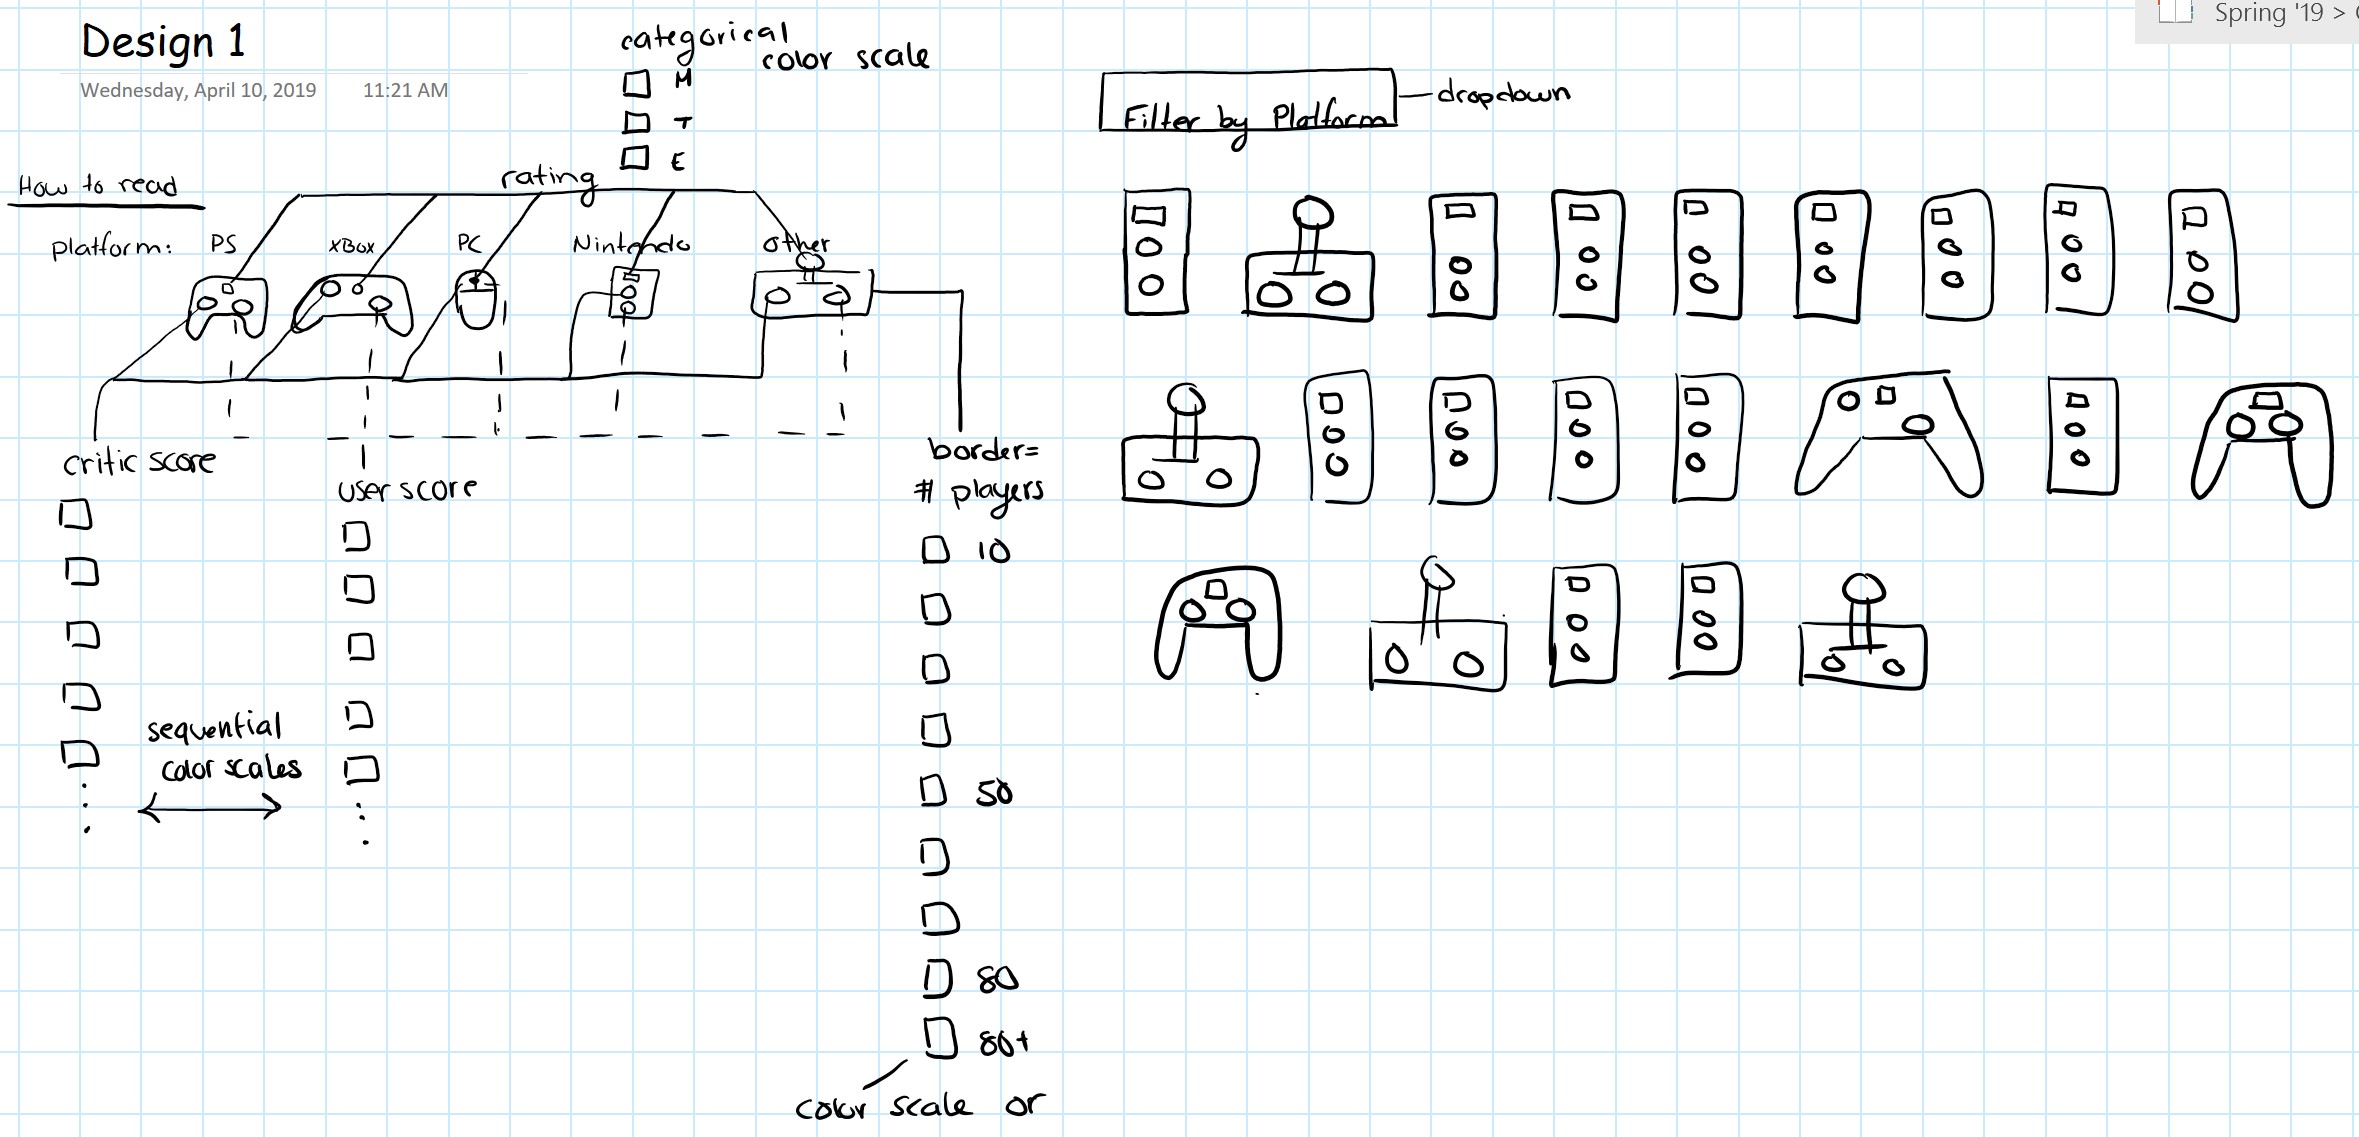 Design 1
Wednesday, April 10, 2019 11:21 AM
Spring '19 >
categorical
color scale
M
T
E
Filter by Platform
dropdown
How to read
rating
Platform: PS XBox PC Nintendo other
critic score
user score
border=
# players
10
50
80
80+
sequential
color scales
color scale or